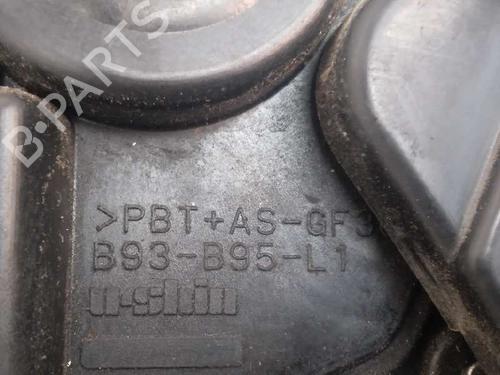 B-PARTS
>PBT+AS-GF3
B93-B95-L1
u-shin